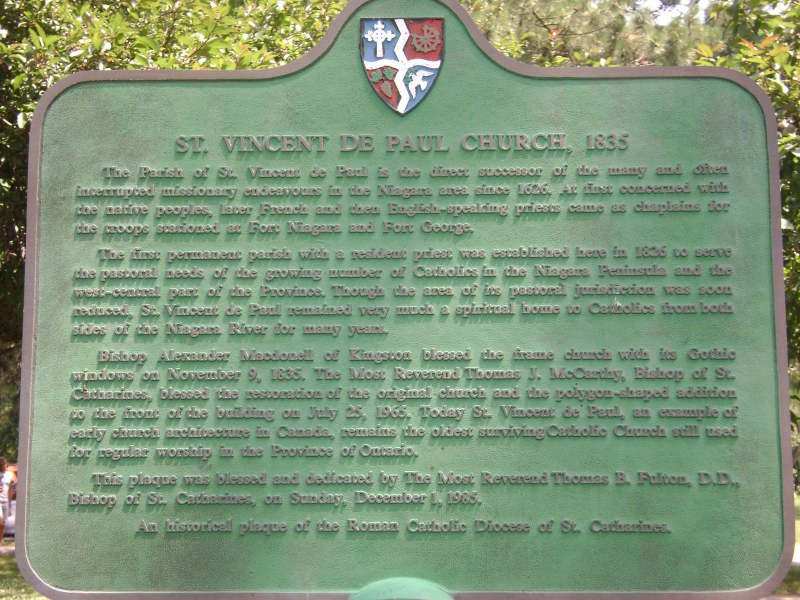 ST. VINCENT DE PAUL CHURCH, 1835
The Parish of St. Vincent de Paul is the direct successor of the many and often
interrupted missionary endeavours in the Niagara area since 1626. At first concerned with
the native peoples, later French and then English-speaking priests came as chaplains for
the troops stationed at Fort Niagara and Fort George.
The first permanent parish with a resident priest was established here in 1826 to serve
the pastoral needs of the growing number of Catholics in the Niagara Peninsula and the
west-central part of the Province. Though the area of its pastoral jurisdiction was soon
reduced, St. Vincent de Paul remained very much a spiritual home to Catholics from both
sides of the Niagara River for many years.
Bishop Alexander Macdonell of Kingston blessed the frame church with its Gothic
windows on November 9, 1835. The Most Reverend Thomas J. McCarthy, Bishop of St.
Catharines, blessed the restoration of the original church and the polygon-shaped addition
to the front of the building on July 25, 1965. Today St. Vincent de Paul, an example of
early church architecture in Canada, remains the oldest surviving Catholic Church still used
for regular worship in the Province of Ontario.
This plaque was blessed and dedicated by The Most Reverend Thomas B. Fulton, D.D.,
Bishop of St. Catharines, on Sunday, December 1, 1985.
An historical plaque of the Roman Catholic Diocese of St. Catharines.